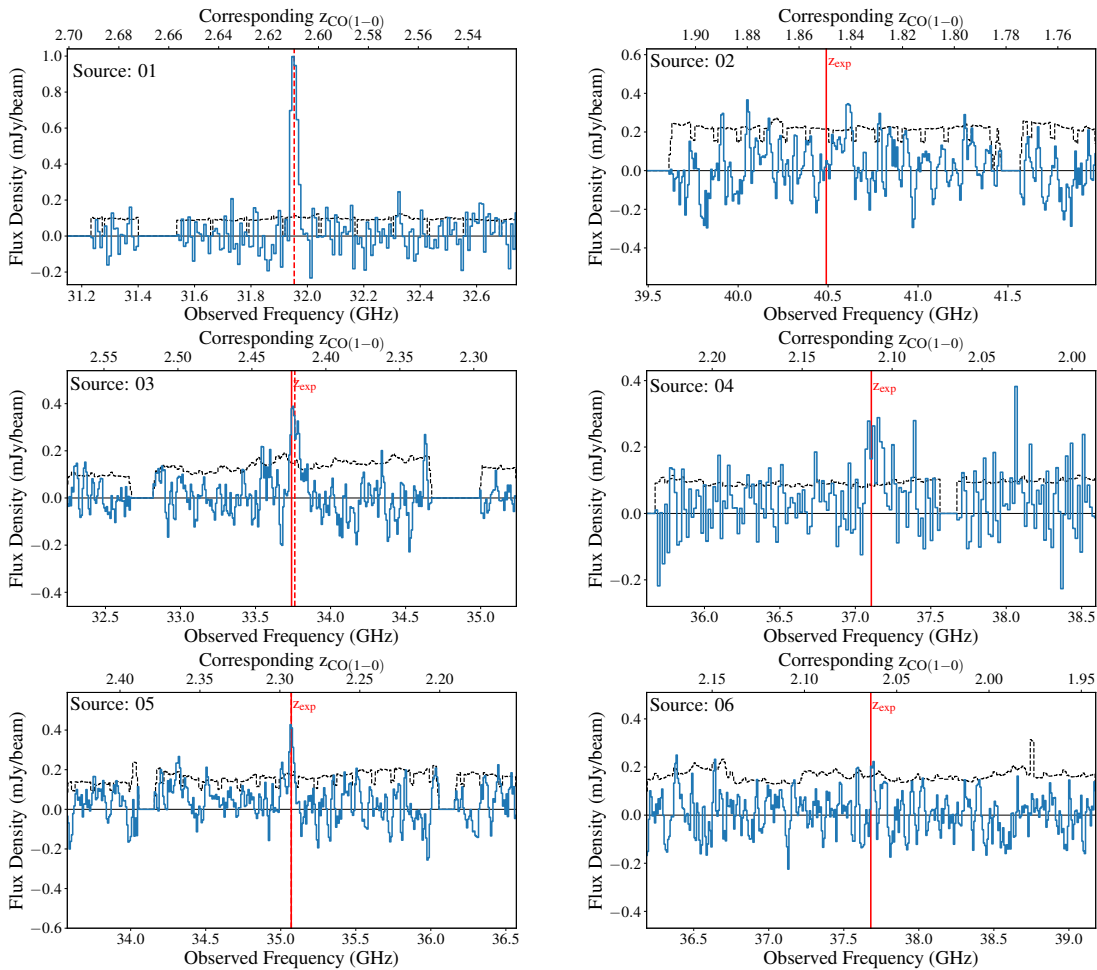 Corresponding z_CO(1−0)
2.70 2.68 2.66 2.64 2.62 2.60 2.58 2.56 2.54
Source: 01
1.0
0.8
0.6
0.4
0.2
0.0
−0.2
Flux Density (mJy/beam)
31.2 31.4 31.6 31.8 32.0 32.2 32.4 32.6
Observed Frequency (GHz)
Corresponding z_CO(1−0)
1.90 1.88 1.86 1.84 1.82 1.80 1.78 1.76
Source: 02
z_exp
0.6
0.4
0.2
0.0
−0.2
−0.4
Flux Density (mJy/beam)
39.5 40.0 40.5 41.0 41.5
Observed Frequency (GHz)
Corresponding z_CO(1−0)
2.55 2.50 2.45 2.40 2.35 2.30
Source: 03
z_exp
0.4
0.2
0.0
−0.2
−0.4
Flux Density (mJy/beam)
32.5 33.0 33.5 34.0 34.5 35.0
Observed Frequency (GHz)
Corresponding z_CO(1−0)
2.20 2.15 2.10 2.05 2.00
Source: 04
z_exp
0.4
0.2
0.0
−0.2
Flux Density (mJy/beam)
36.0 36.5 37.0 37.5 38.0 38.5
Observed Frequency (GHz)
Corresponding z_CO(1−0)
2.40 2.35 2.30 2.25 2.20
Source: 05
z_exp
0.4
0.2
0.0
−0.2
−0.4
−0.6
Flux Density (mJy/beam)
34.0 34.5 35.0 35.5 36.0 36.5
Observed Frequency (GHz)
Corresponding z_CO(1−0)
2.15 2.10 2.05 2.00 1.95
Source: 06
z_exp
0.4
0.2
0.0
−0.2
−0.4
Flux Density (mJy/beam)
36.5 37.0 37.5 38.0 38.5 39.0
Observed Frequency (GHz)